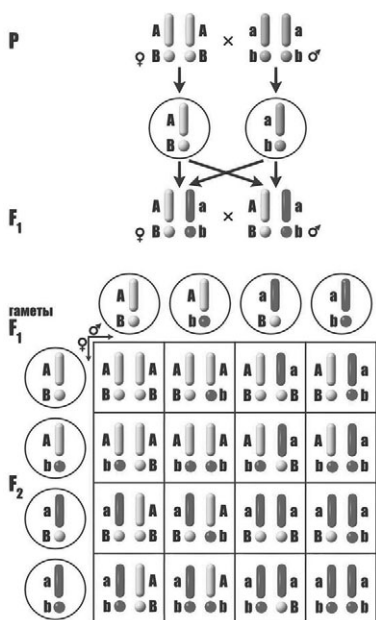 P
A A × a a
♀ B B b b ♂
A a
B b
F1
A a × A a
♀ B b B b ♂
гаметы
F1
♀ ♂
A A a a
B b B b
A A A A A A a A a
B B B B b B B B b
A A A A A A a A a
b b B b b b B b b
F2
a a A a A a a a a
B B B B b B B B b
a a A a A a a a a
b b B b b b B b b